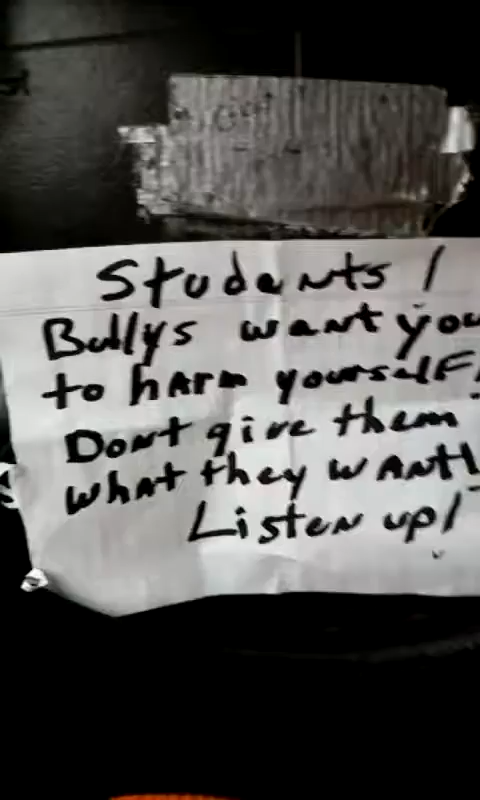 Students!
Bullys want you
to harm yourself!
Dont give them
what they want!
Listen up!